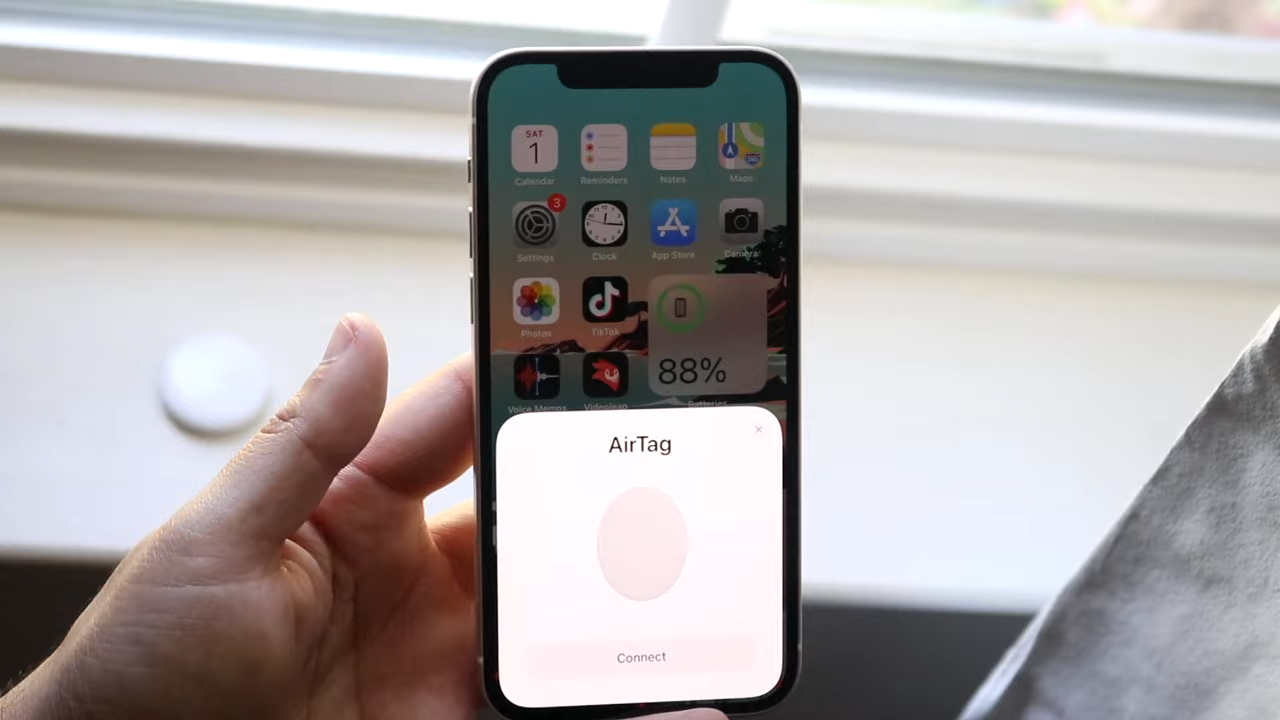 SAT
1
Calendar
Reminders
Notes
Maps
3
Settings
Clock
App Store
Camera
Photos
TikTok
88%
Voice Memos
Videoleap
Batteries
AirTag
×
Connect